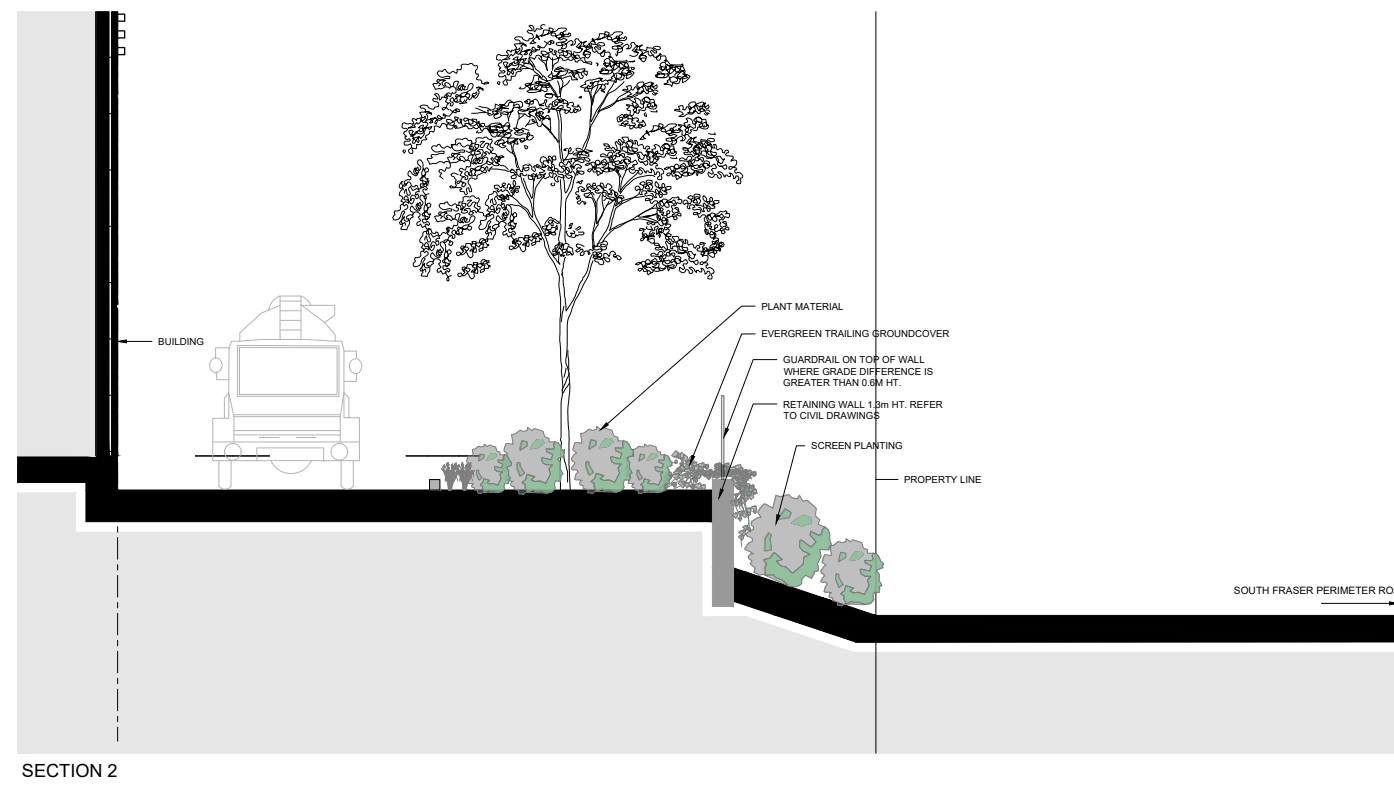 PLANT MATERIAL
EVERGREEN TRAILING GROUNDCOVER
BUILDING
GUARDRAIL ON TOP OF WALL
WHERE GRADE DIFFERENCE IS
GREATER THAN 0.6M HT.
RETAINING WALL 1.3m HT. REFER
TO CIVIL DRAWINGS
SCREEN PLANTING
PROPERTY LINE
SOUTH FRASER PERIMETER
SECTION 2